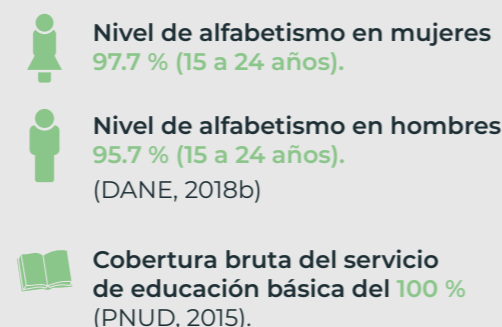 Nivel de alfabetismo en mujeres
97.7 % (15 a 24 años).
Nivel de alfabetismo en hombres
95.7 % (15 a 24 años).
(DANE, 2018b)
Cobertura bruta del servicio
de educación básica del 100 %
(PNUD, 2015).